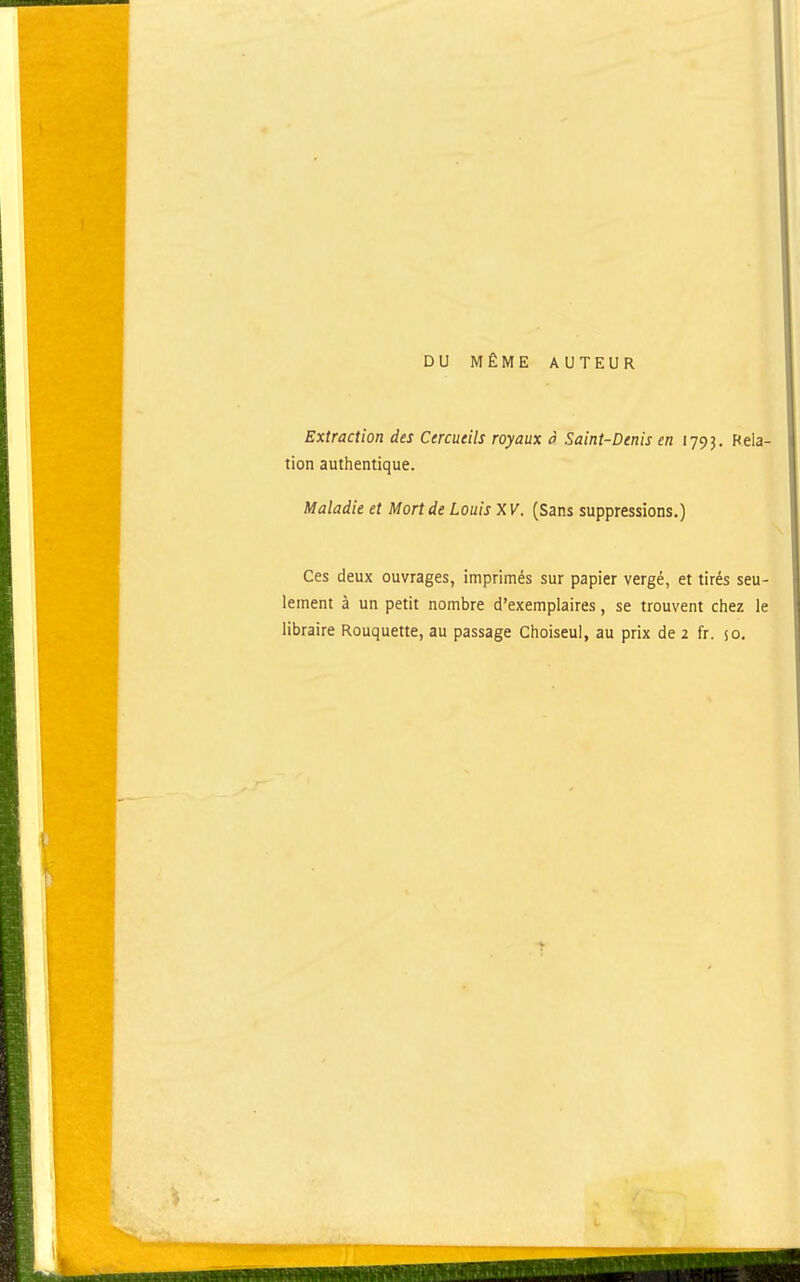 DU MÊME AUTEUR
Extraction des Cercueils royaux à Saint-Denis en 1793. Rela-
tion authentique.
Maladie et Mort de Louis XV. (Sans suppressions.)
Ces deux ouvrages, imprimés sur papier vergé, et tirés seu-
lement à un petit nombre d'exemplaires, se trouvent chez le
libraire Rouquette, au passage Choiseul, au prix de 2 fr. 50.